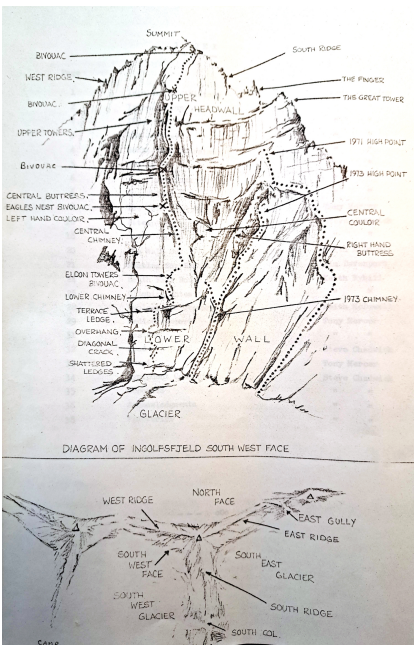 SUMMIT
BIVOUAC
SOUTH RIDGE
WEST RIDGE
THE FINGER
BIVOUAC
UPPER
HEADWALL
THE GREAT TOWER
UPPER TOWERS
1971 HIGH POINT
BIVOUAC
1973 HIGH POINT
CENTRAL BUTTRESS
EAGLES NEST BIVOUAC
LEFT HAND COULOIR
CENTRAL
COULOIR
CENTRAL
CHIMNEY
RIGHT HAND
BUTTRESS
ELDON TOWERS
BIVOUAC
LOWER CHIMNEY
1973 CHIMNEY
TERRACE
LEDGE
OVERHANG
LOWER WALL
DIAGONAL
CRACK
SHATTERED
LEDGES
GLACIER
DIAGRAM OF INGOLFSFJELD SOUTH WEST FACE
NORTH
FACE
WEST RIDGE
EAST GULLY
EAST RIDGE
SOUTH
WEST
FACE
SOUTH
EAST
GLACIER
SOUTH
WEST
GLACIER
SOUTH RIDGE
SOUTH COL
CAMP